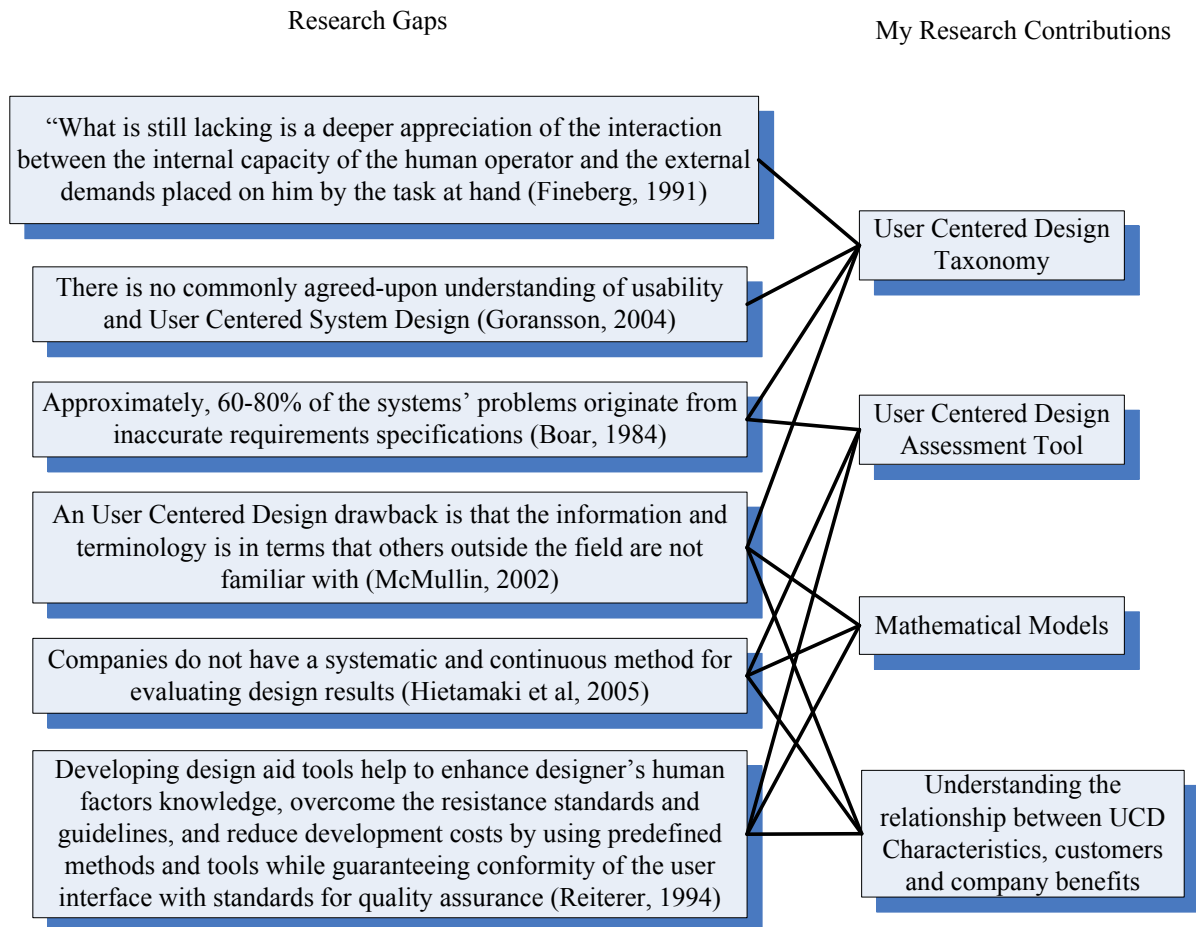 Research Gaps
My Research Contributions
“What is still lacking is a deeper appreciation of the interaction
between the internal capacity of the human operator and the external
demands placed on him by the task at hand (Fineberg, 1991)
There is no commonly agreed-upon understanding of usability
and User Centered System Design (Goransson, 2004)
Approximately, 60-80% of the systems’ problems originate from
inaccurate requirements specifications (Boar, 1984)
An User Centered Design drawback is that the information and
terminology is in terms that others outside the field are not
familiar with (McMullin, 2002)
Companies do not have a systematic and continuous method for
evaluating design results (Hietamaki et al, 2005)
Developing design aid tools help to enhance designer’s human
factors knowledge, overcome the resistance standards and
guidelines, and reduce development costs by using predefined
methods and tools while guaranteeing conformity of the user
interface with standards for quality assurance (Reiterer, 1994)
User Centered Design
Taxonomy
User Centered Design
Assessment Tool
Mathematical Models
Understanding the
relationship between UCD
Characteristics, customers
and company benefits